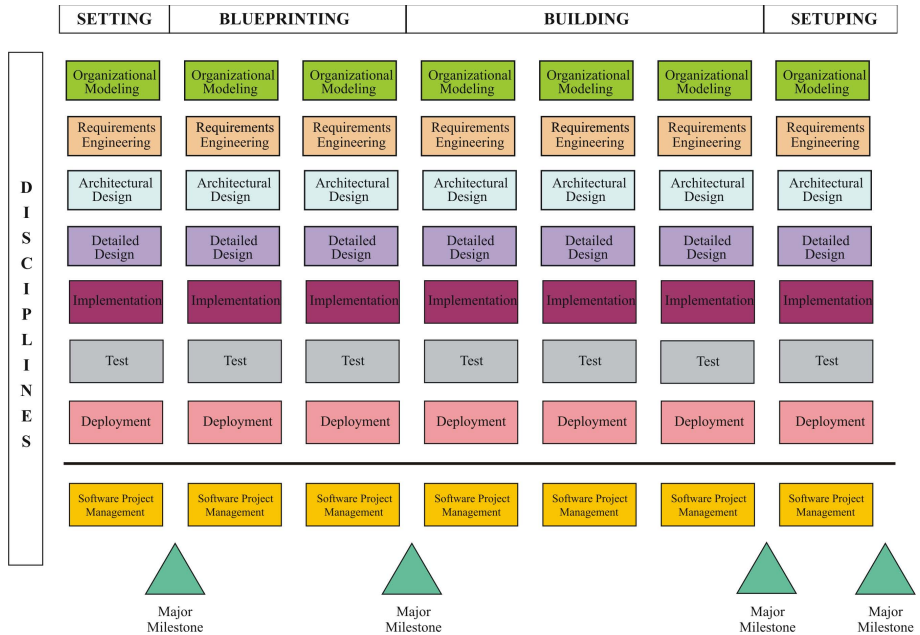 SETTING BLUEPRINTING BUILDING SETUPING
DISCIPLINES
Organizational Organizational Organizational Organizational Organizational Organizational Organizational
Modeling Modeling Modeling Modeling Modeling Modeling Modeling
Requirements Requirements Requirements Requirements Requirements Requirements Requirements
Engineering Engineering Engineering Engineering Engineering Engineering Engineering
Architectural Architectural Architectural Architectural Architectural Architectural Architectural
Design Design Design Design Design Design Design
Detailed Detailed Detailed Detailed Detailed Detailed Detailed
Design Design Design Design Design Design Design
Implementation Implementation Implementation Implementation Implementation Implementation Implementation
Test Test Test Test Test Test Test
Deployment Deployment Deployment Deployment Deployment Deployment Deployment
Software Project Software Project Software Project Software Project Software Project Software Project Software Project
Management Management Management Management Management Management Management
Major Major Major Major
Milestone Milestone Milestone Milestone